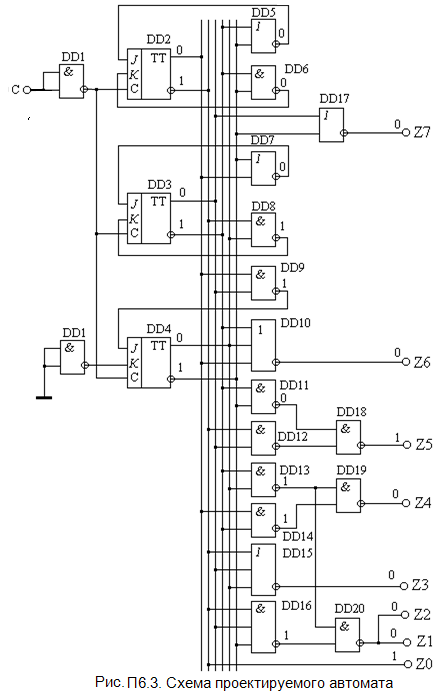 DD5
1
0
DD1
&
DD2
0
J
TT
K
C
1
&
DD6
0
C
DD17
1
0
Z7
DD7
1
0
DD3
0
J
TT
K
C
1
DD8
&
1
DD9
&
1
DD1
&
DD4
0
J
TT
K
C
1
DD10
1
0
Z6
DD11
&
0
DD18
&
1
Z5
DD12
&
DD13
&
1
DD19
&
0
Z4
&
1
DD14
DD15
1
0
Z3
DD16
&
1
DD20
&
0
Z2
0
Z1
1
Z0
Рис. П6.3. Схема проектируемого автомата